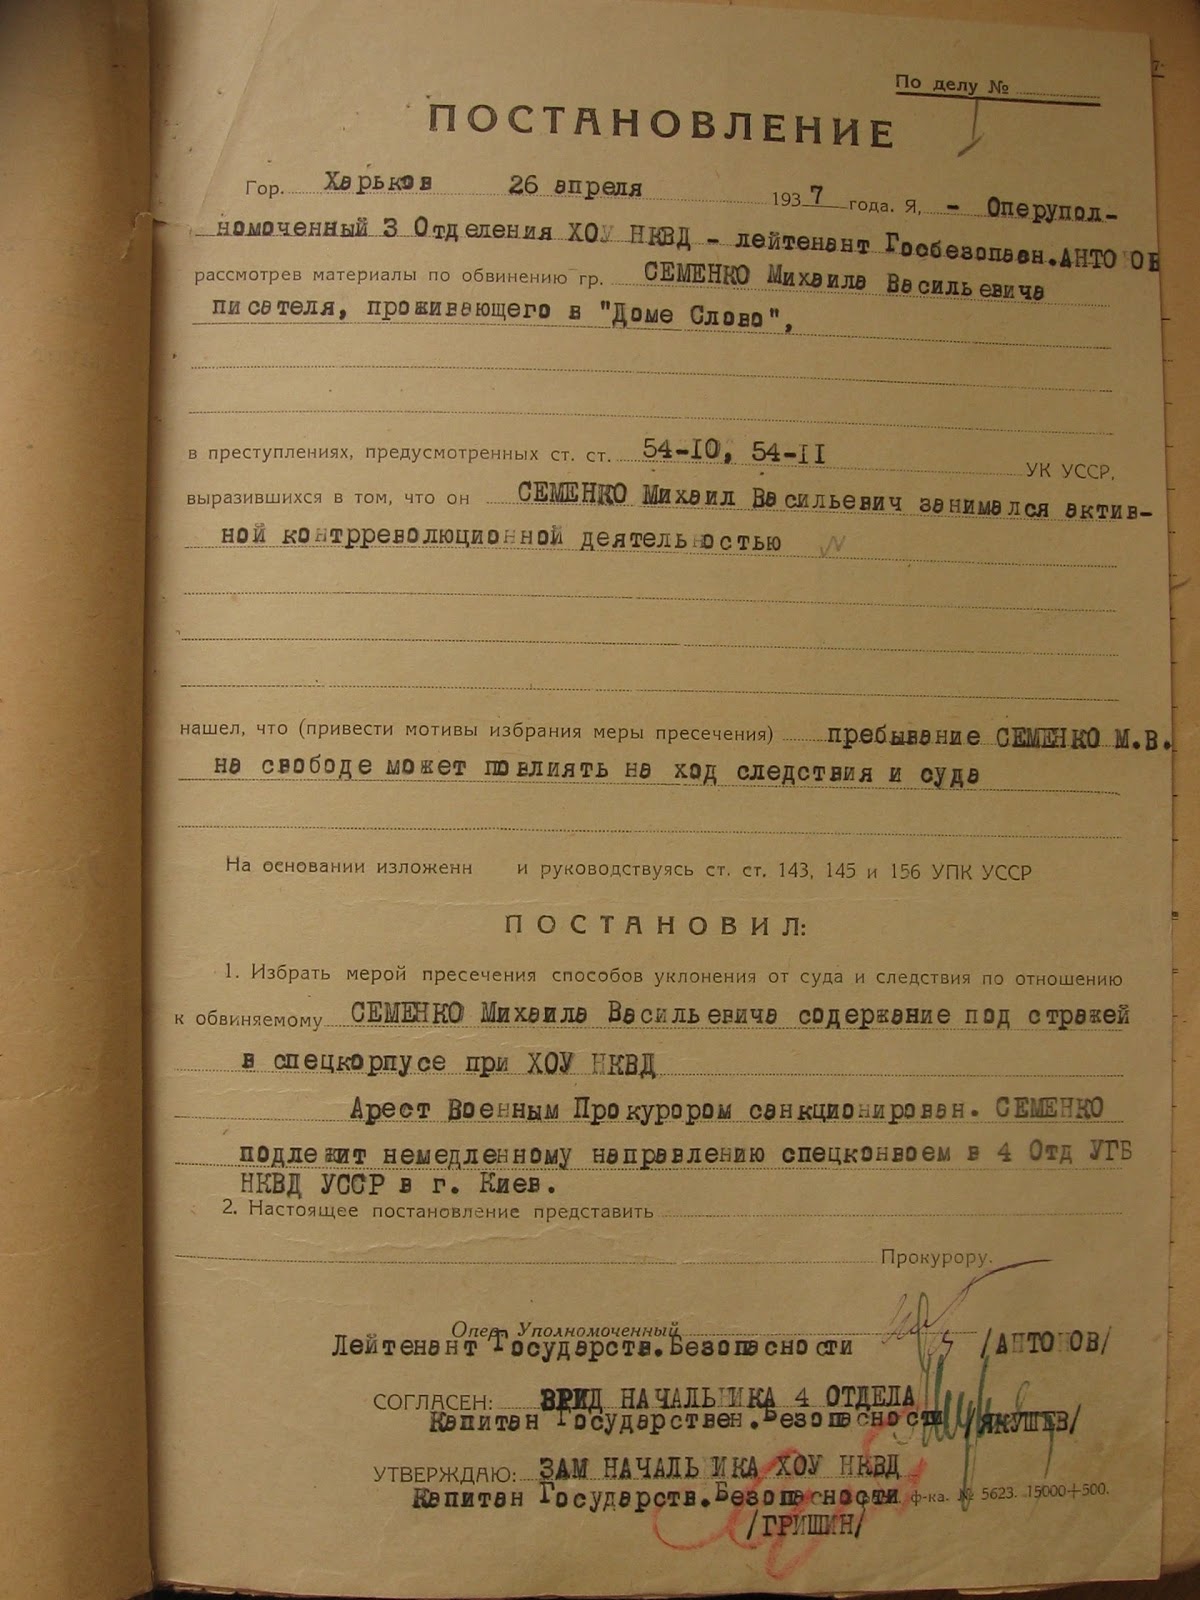 По делу №
ПОСТАНОВЛЕНИЕ
Гор. Харьков 26 апреля 1937 года. Я, – Оперупол-
номоченный 3 Отделения ХОУ НКВД – лейтенант Госбезопасн.АНТОНОВ
рассмотрев материалы по обвинению гр. СЕМЕНКО Михаила Васильевича
писателя, проживающего в "Доме Слово",
в преступлениях, предусмотренных ст. ст. 54-IO, 54-II УК УССР,
выразившихся в том, что он СЕМЕНКО Михаил Васильевич занимался актив-
ной контрреволюционной деятельностью
нашел, что (привести мотивы избрания меры пресечения) пребывание СЕМЕНКО М.В.
на свободе может повлиять на ход следствия и суда
На основании изложенн и руководствуясь ст. ст. 143, 145 и 156 УПК УССР
ПОСТАНОВИЛ:
1. Избрать мерой пресечения способов уклонения от суда и следствия по отношению
к обвиняемому СЕМЕНКО Михаила Васильевича содержание под стражей
в спецкорпусе при ХОУ НКВД
Арест Военным Прокурором санкционирован. СЕМЕНКО
подлежит немедленному направлению спецконвоем в 4 Отд УГБ
НКВД УССР в г. Киев.
2. Настоящее постановление представить
Прокурору.
Опер. Уполномоченный
Лейтенант Государств.Безопасности /АНТОНОВ/
СОГЛАСЕН: ВРИД НАЧАЛЬНИКА 4 ОТДЕЛА
Капитан Государствен.Безопасности /ЯКУШЕВ/
УТВЕРЖДАЮ: ЗАМ НАЧАЛЬНИКА ХОУ НКВД
Капитан Государств.Безопасности ф-ка. № 5623. 15000+500.
/ГРИШИН/